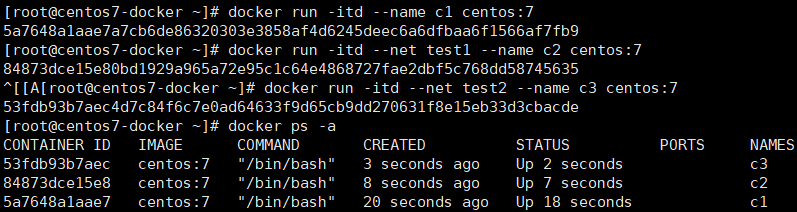 [root@centos7-docker ~]# docker run -itd --name c1 centos:7
5a7648a1aae7a7cb6de86320303e3858af4d6245deec6a6dfbaa6f1566af7fb9
[root@centos7-docker ~]# docker run -itd --net test1 --name c2 centos:7
84873dce15e80bd1929a965a72e95c1c64e4868727fae2dbf5c768dd58745635
^[[A[root@centos7-docker ~]# docker run -itd --net test2 --name c3 centos:7
53fdb93b7aec4d7c84f6c7e0ad64633f9d65cb9dd270631f8e15eb33d3cbacde
[root@centos7-docker ~]# docker ps -a
CONTAINER ID IMAGE COMMAND CREATED STATUS PORTS NAMES
53fdb93b7aec centos:7 "/bin/bash" 3 seconds ago Up 2 seconds c3
84873dce15e8 centos:7 "/bin/bash" 8 seconds ago Up 7 seconds c2
5a7648a1aae7 centos:7 "/bin/bash" 20 seconds ago Up 18 seconds c1